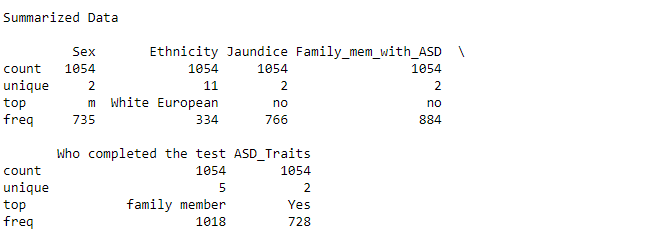 Summarized Data
Sex Ethnicity Jaundice Family_mem_with_ASD \
count 1054 1054 1054 1054
unique 2 11 2 2
top m White European no no
freq 735 334 766 884
Who completed the test ASD_Traits
count 1054 1054
unique 5 2
top family member Yes
freq 1018 728